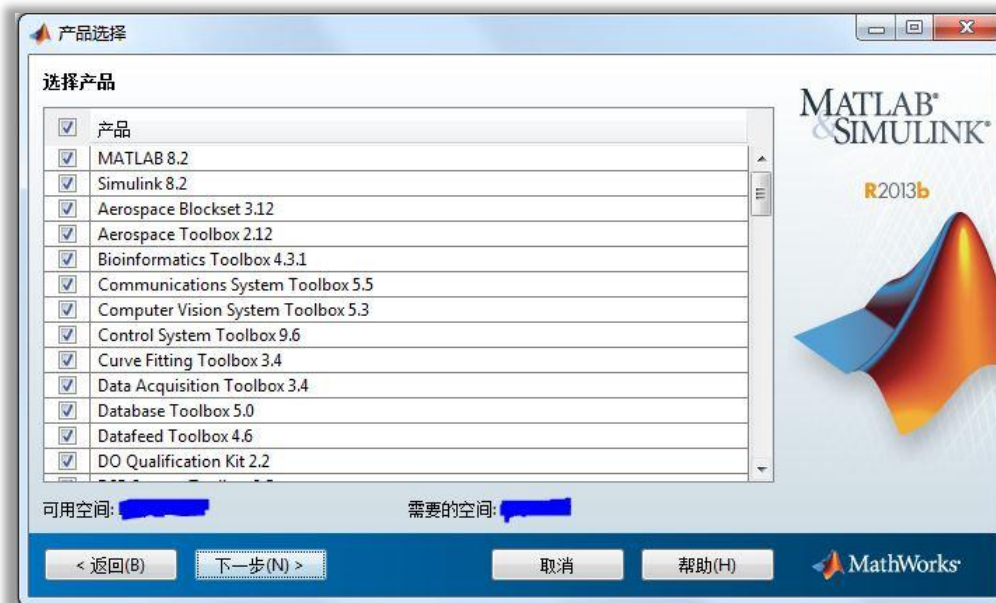 产品选择
选择产品
MATLAB®
&SIMULINK®
R2013b
产品
MATLAB 8.2
Simulink 8.2
Aerospace Blockset 3.12
Aerospace Toolbox 2.12
Bioinformatics Toolbox 4.3.1
Communications System Toolbox 5.5
Computer Vision System Toolbox 5.3
Control System Toolbox 9.6
Curve Fitting Toolbox 3.4
Data Acquisition Toolbox 3.4
Database Toolbox 5.0
Datafeed Toolbox 4.6
DO Qualification Kit 2.2
可用空间: 需要的空间:
< 返回(B) 下一步(N) > 取消 帮助(H) MathWorks®